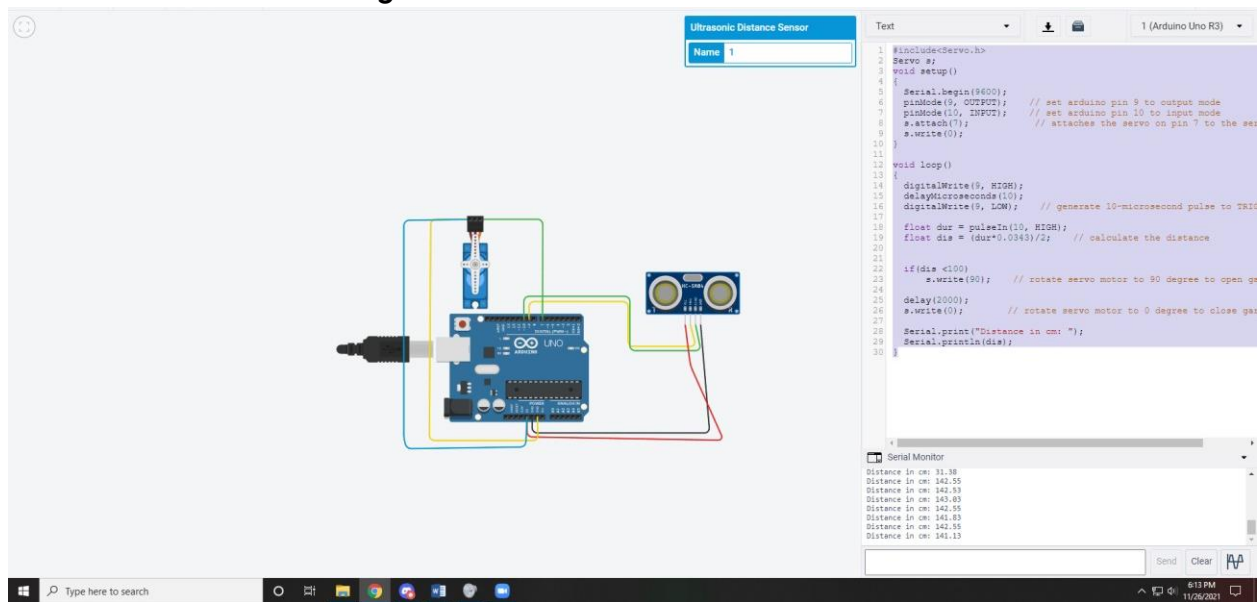 Ultrasonic Distance Sensor
Name 1
Text
1 (Arduino Uno R3)
1 #include<Servo.h>
2 Servo s;
3 void setup()
4 {
5 Serial.begin(9600);
6 pinMode(9, OUTPUT); // set arduino pin 9 to output mode
7 pinMode(10, INPUT); // set arduino pin 10 to input mode
8 s.attach(7); // attaches the servo on pin 7 to the ser
9 s.write(0);
10 }
11
12 void loop()
13 {
14 digitalWrite(9, HIGH);
15 delayMicroseconds(10);
16 digitalWrite(9, LOW); // generate 10-microsecond pulse to TRIG
17
18 float dur = pulseIn(10, HIGH);
19 float dis = (dur*0.0343)/2; // calculate the distance
20
21
22 if(dis <100)
23 s.write(90); // rotate servo motor to 90 degree to open ge
24
25 delay(2000);
26 s.write(0); // rotate servo motor to 0 degree to close gar
27
28 Serial.print("Distance in cm: ");
29 Serial.println(dis);
30 }
HC-SR04
UNO
ARDUINO
Serial Monitor
Distance in cm: 31.38
Distance in cm: 142.55
Distance in cm: 142.53
Distance in cm: 143.03
Distance in cm: 142.55
Distance in cm: 141.83
Distance in cm: 142.55
Distance in cm: 141.13
Send Clear
Type here to search
6:13 PM
11/26/2021